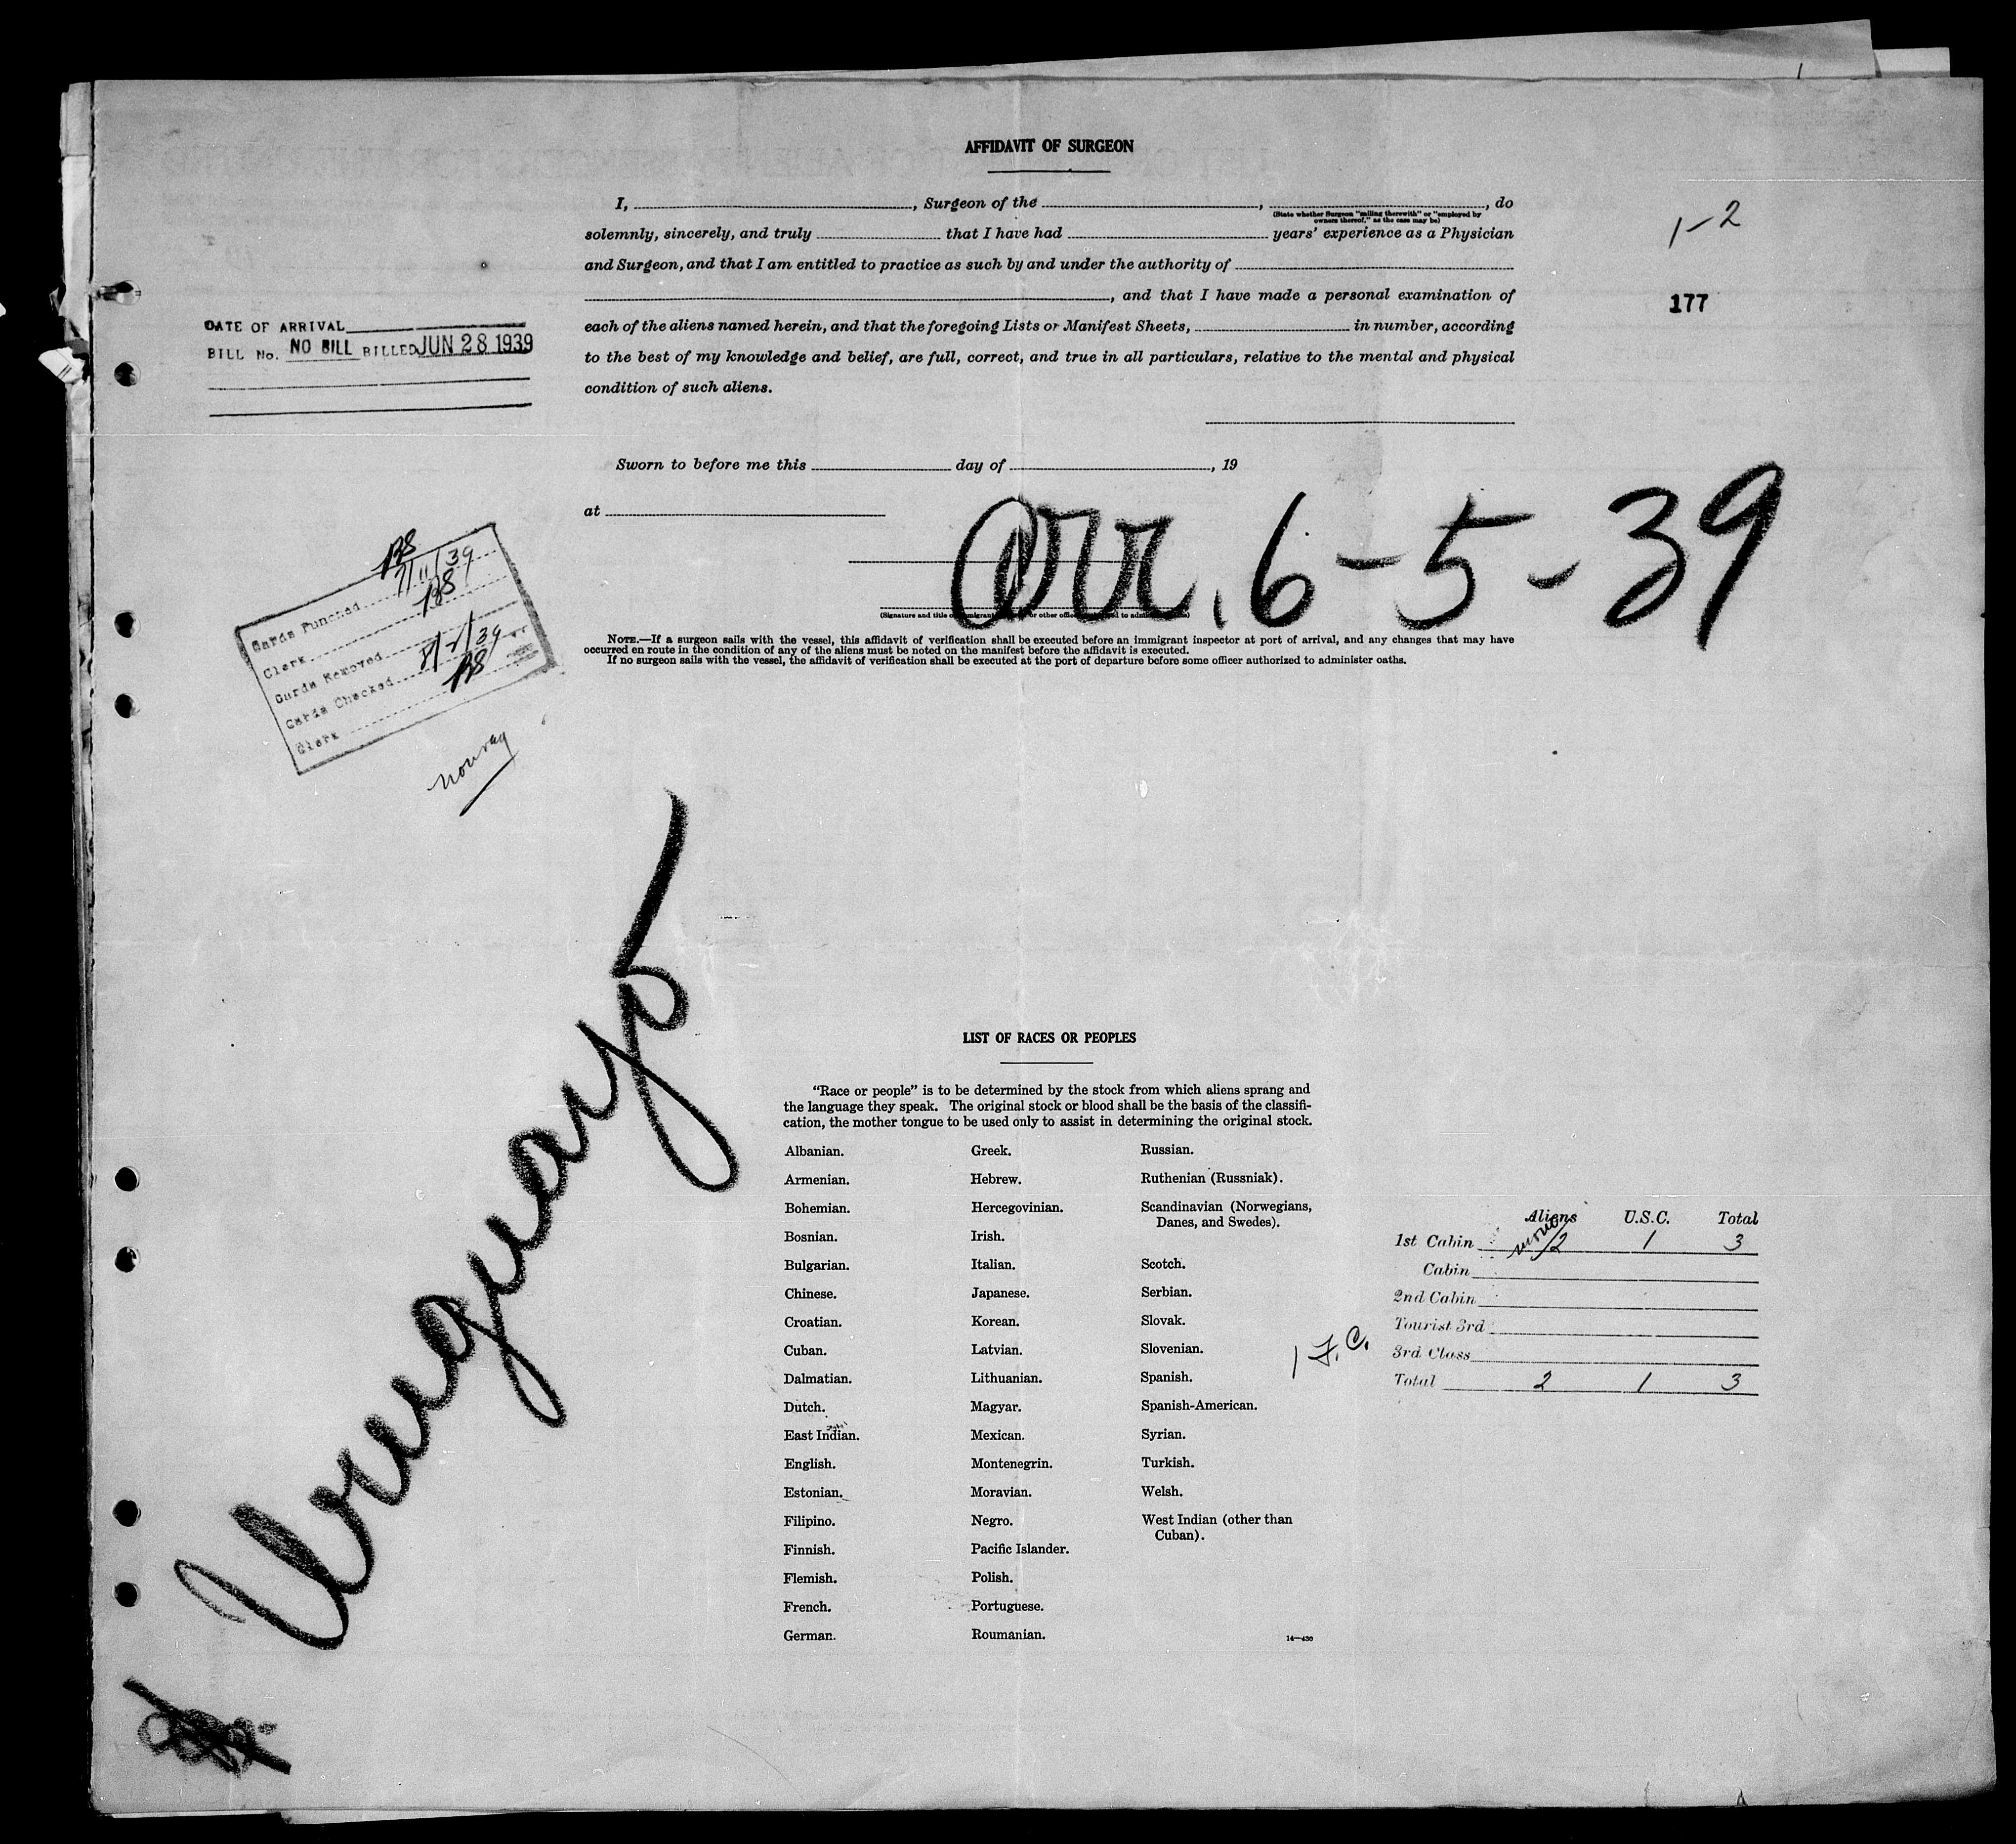 AFFIDAVIT OF SURGEON
I, , Surgeon of the , , do
(State whether Surgeon "sailing therewith" or "employed by
owners thereof," as the case may be)
solemnly, sincerely, and truly that I have had years' experience as a Physician
and Surgeon, and that I am entitled to practice as such by and under the authority of
, and that I have made a personal examination of
each of the aliens named herein, and that the foregoing Lists or Manifest Sheets, in number, according
to the best of my knowledge and belief, are full, correct, and true in all particulars, relative to the mental and physical
condition of such aliens.
1-2
177
DATE OF ARRIVAL
BILL No. NO BILL BILLED JUN 28 1939
Sworn to before me this day of , 19
at
Arr. 6-5-39
(Signature and title of immigrant or other officer to administer)
NOTE.—If a surgeon sails with the vessel, this affidavit of verification shall be executed before an immigrant inspector at port of arrival, and any changes that may have
occurred en route in the condition of any of the aliens must be noted on the manifest before the affidavit is executed.
If no surgeon sails with the vessel, the affidavit of verification shall be executed at the port of departure before some officer authorized to administer oaths.
Cards Punched 7/11/39
Clerk
Cards Removed
Cards Checked
Clerk
Uruguayo
LIST OF RACES OR PEOPLES
"Race or people" is to be determined by the stock from which aliens sprang and
the language they speak. The original stock or blood shall be the basis of the classifi-
cation, the mother tongue to be used only to assist in determining the original stock.
Albanian.
Armenian.
Bohemian.
Bosnian.
Bulgarian.
Chinese.
Croatian.
Cuban.
Dalmatian.
Dutch.
East Indian.
English.
Estonian.
Filipino.
Finnish.
Flemish.
French.
German.
Greek.
Hebrew.
Hercegovinian.
Irish.
Italian.
Japanese.
Korean.
Latvian.
Lithuanian.
Magyar.
Mexican.
Montenegrin.
Moravian.
Negro.
Pacific Islander.
Polish.
Portuguese.
Roumanian.
Russian.
Ruthenian (Russniak).
Scandinavian (Norwegians,
Danes, and Swedes).
Scotch.
Serbian.
Slovak.
Slovenian.
Spanish.
Spanish-American.
Syrian.
Turkish.
Welsh.
West Indian (other than
Cuban).
14—430
Aliens U.S.C. Total
1st Cabin 2 1 3
Cabin
2nd Cabin
Tourist 3rd
3rd Class
Total 2 1 3
1 F.C.